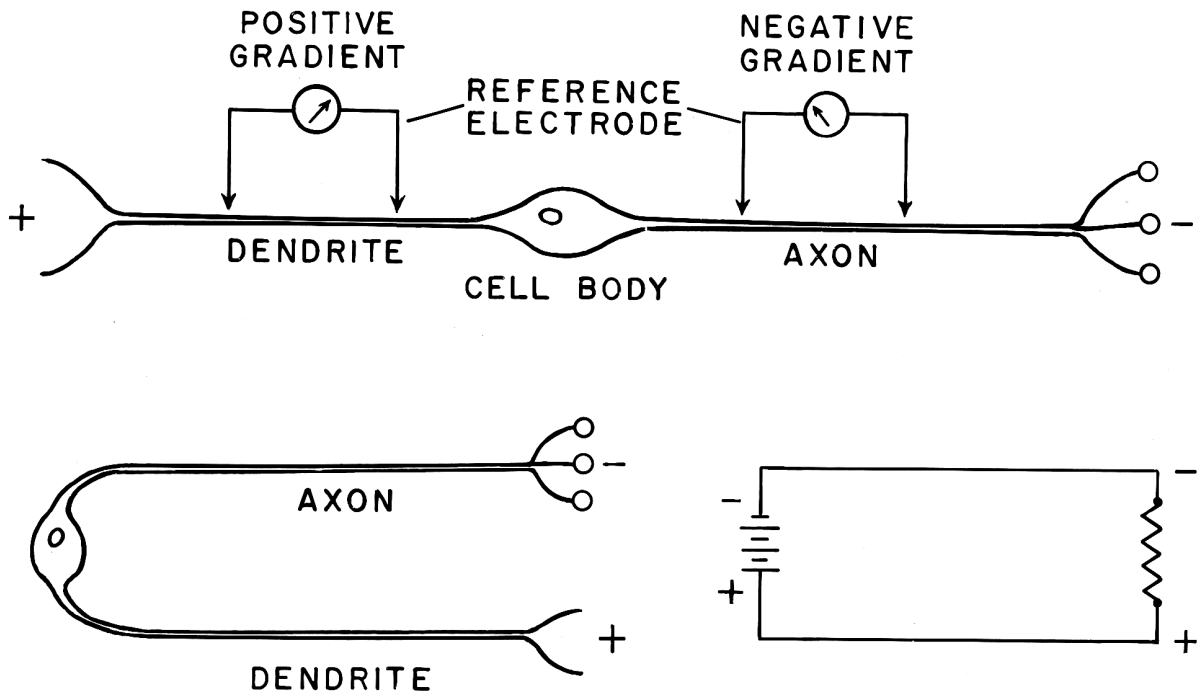 POSITIVE
GRADIENT
NEGATIVE
GRADIENT
REFERENCE
ELECTRODE
+
-
DENDRITE
AXON
CELL BODY
AXON
-
DENDRITE
+
-
+
-
+